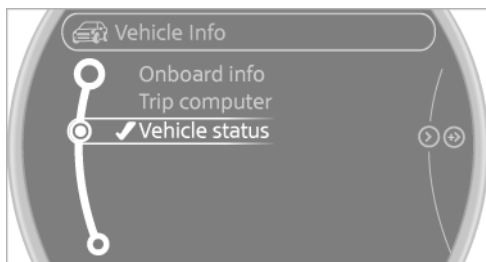 Vehicle Info
Onboard info
Trip computer
Vehicle status